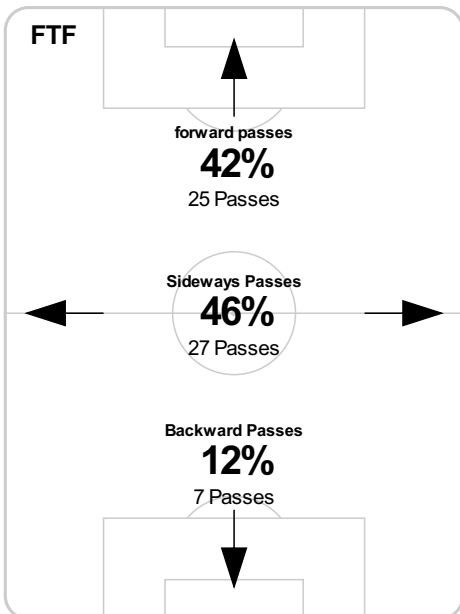 FTF
forward passes
42%
25 Passes
Sideways Passes
46%
27 Passes
Backward Passes
12%
7 Passes